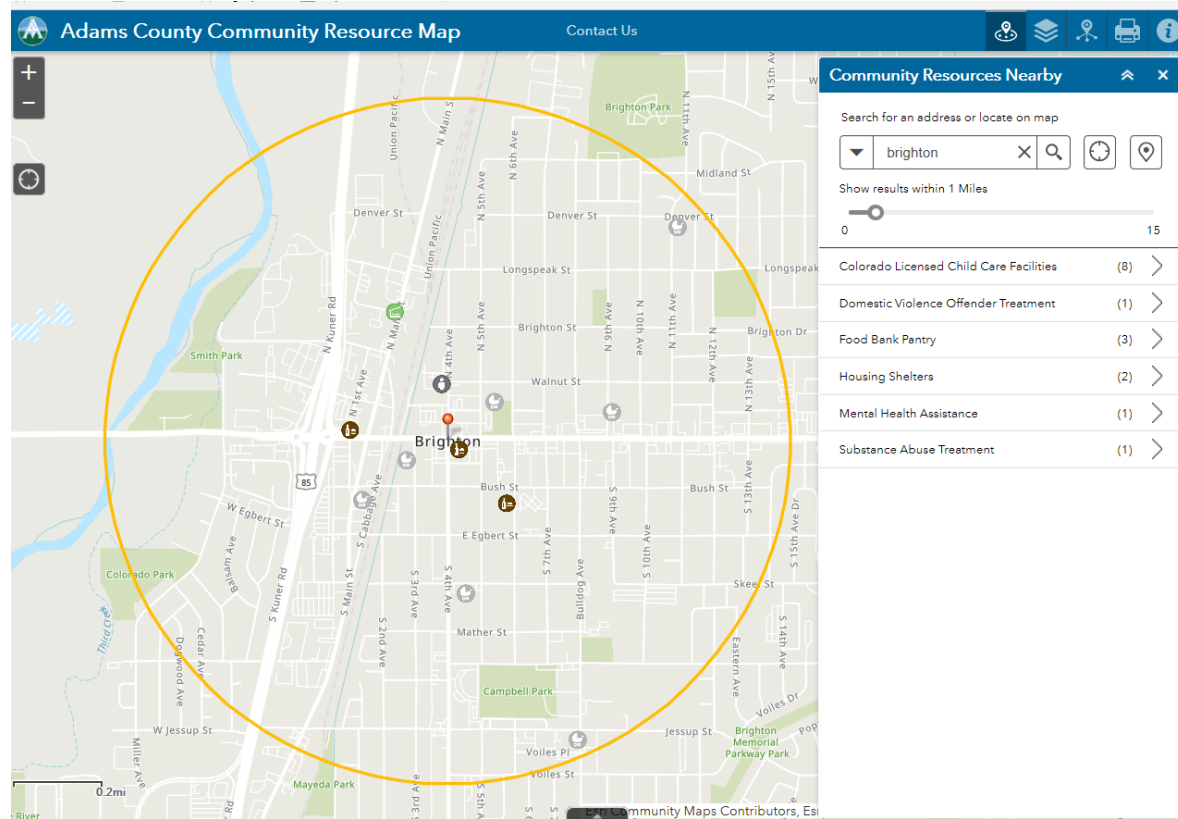 Adams County Community Resource Map
Contact Us
Community Resources Nearby
Search for an address or locate on map
brighton
Show results within 1 Miles
0
15
Colorado Licensed Child Care Facilities (8)
Domestic Violence Offender Treatment (1)
Food Bank Pantry (3)
Housing Shelters (2)
Mental Health Assistance (1)
Substance Abuse Treatment (1)
+
−
Union Pacific
N Main S
N 6th Ave
Brighton Park
N 11th Ave
N 15th Av
W
Midland St
N 5th Ave
Denver St
Denver St
Denver St
Union Pacific
Longspeak St
Longspeak
N Kuner Rd
N Ma
N 4th Ave
N 5th Ave
Brighton St
N 9th Ave
N 10th Ave
N 11th Ave
N 12th Ave
Brighton Dr
Smith Park
N 1st Ave
Walnut St
N 13th Ave
Brighton
85
Bush St
Bush St
S 13th Ave
S 15th Ave Dr
W Egbert St
S Cabbage Ave
E Egbert St
S 9th Ave
S 7th Ave
S 10th Ave
Balsam Ave
Colorado Park
S Kuner Rd
S Main St
S 3rd Ave
S 4th Ave
Bulldog Ave
Skeel St
Third Creek
S 2nd Ave
Mather St
S 14th Ave
Dogwood Ave
Cedar Ave
Eastern Ave
Campbell Park
Voiles Dr
W Jessup St
Jessup St
Brighton
Memorial
Parkway Park
Pop
Miller Ave
Voiles Pl
Voiles St
0.2mi
Mayeda Park
Rd
S 3rd Ave
S 5th
S
S
River
Esri Community Maps Contributors, Esr